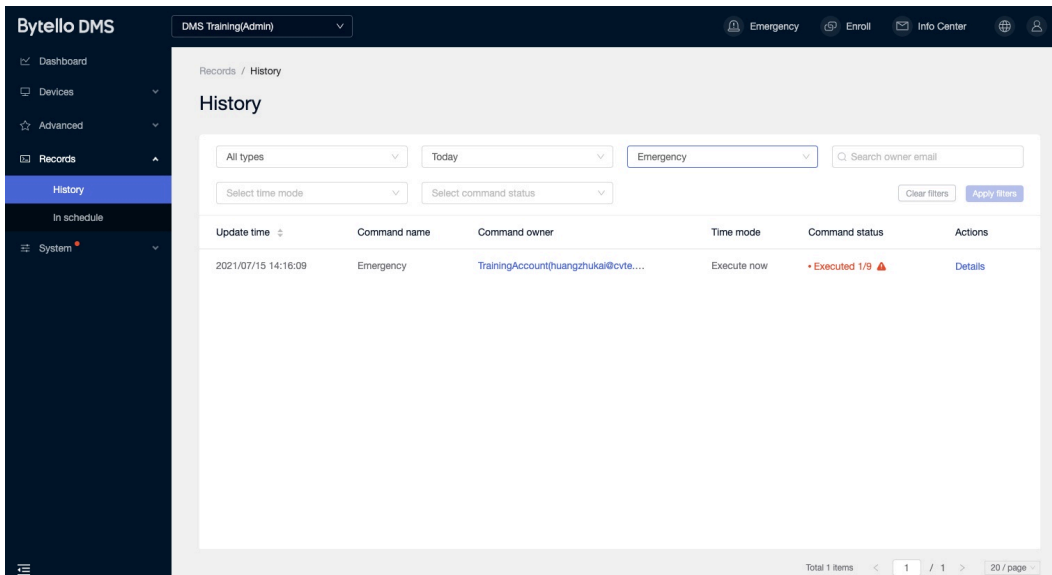 Bytello DMS
DMS Training(Admin)
Emergency
Enroll
Info Center
Dashboard
Devices
Advanced
Records
History
In schedule
System
Records / History
History
All types
Today
Emergency
Search owner email
Select time mode
Select command status
Clear filters
Apply filters
Update time Command name Command owner Time mode Command status Actions
2021/07/15 14:16:09 Emergency TrainingAccount(huangzhukai@cvte.... Execute now • Executed 1/9 Details
Total 1 items < 1 / 1 > 20 / page